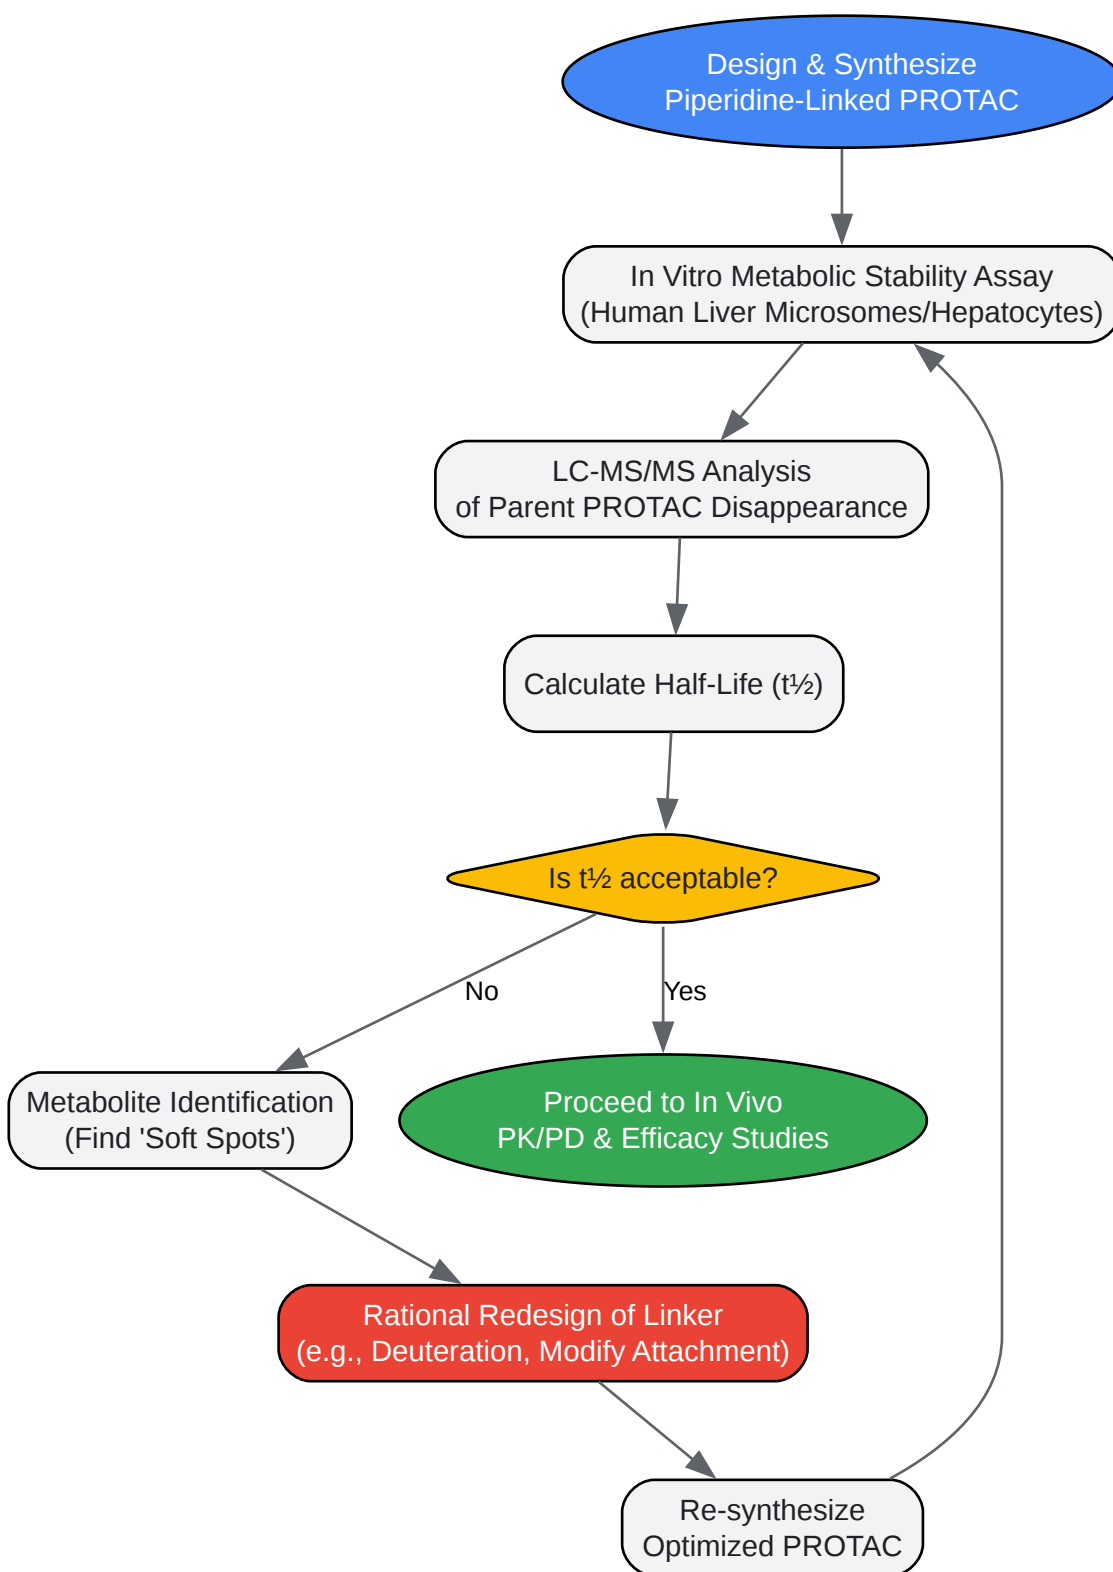 Design & Synthesize
Piperidine-Linked PROTAC
In Vitro Metabolic Stability Assay
(Human Liver Microsomes/Hepatocytes)
LC-MS/MS Analysis
of Parent PROTAC Disappearance
Calculate Half-Life (t½)
Is t½ acceptable?
No
Yes
Metabolite Identification
(Find 'Soft Spots')
Proceed to In Vivo
PK/PD & Efficacy Studies
Rational Redesign of Linker
(e.g., Deuteration, Modify Attachment)
Re-synthesize
Optimized PROTAC